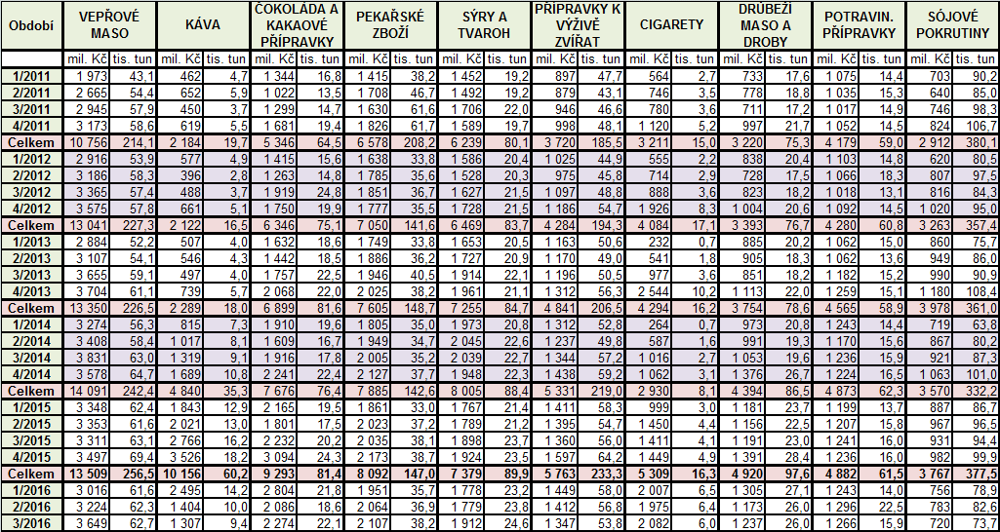 Období VEPŘOVÉ MASO KÁVA ČOKOLÁDA A KAKAOVÉ PŘÍPRAVKY PEKAŘSKÉ ZBOŽÍ SÝRY A TVAROH PŘÍPRAVKY K VÝŽIVĚ ZVÍŘAT CIGARETY DRŮBEŽÍ MASO A DROBY POTRAVIN. PŘÍPRAVKY SÓJOVÉ POKRUTINY
mil. Kč tis. tun mil. Kč tis. tun mil. Kč tis. tun mil. Kč tis. tun mil. Kč tis. tun mil. Kč tis. tun mil. Kč tis. tun mil. Kč tis. tun mil. Kč tis. tun mil. Kč tis. tun
1/2011 1 973 43,1 462 4,7 1 344 16,8 1 415 38,2 1 452 19,2 897 47,7 564 2,7 733 17,6 1 075 14,4 703 90,2
2/2011 2 665 54,4 652 5,9 1 022 13,5 1 708 46,7 1 492 19,2 879 43,1 746 3,5 778 18,8 1 035 15,3 640 85,0
3/2011 2 945 57,9 450 3,7 1 299 14,7 1 630 61,6 1 706 22,0 946 46,6 780 3,6 711 17,2 1 017 14,9 746 98,3
4/2011 3 173 58,6 619 5,5 1 681 19,4 1 826 61,7 1 589 19,7 998 48,1 1 120 5,2 997 21,7 1 052 14,5 824 106,7
Celkem 10 756 214,1 2 184 19,7 5 346 64,5 6 578 208,2 6 239 80,1 3 720 185,5 3 211 15,0 3 220 75,3 4 179 59,0 2 912 380,1
1/2012 2 916 53,9 577 4,9 1 415 15,6 1 638 33,8 1 586 20,4 1 025 44,9 555 2,2 838 20,4 1 103 14,8 620 80,5
2/2012 3 186 58,3 396 2,8 1 263 14,8 1 785 35,6 1 528 20,3 975 45,8 714 2,9 728 17,5 1 066 18,3 807 97,5
3/2012 3 365 57,4 488 3,7 1 919 24,8 1 851 36,7 1 627 21,5 1 097 48,8 888 3,6 823 18,2 1 018 13,1 816 84,3
4/2012 3 575 57,8 661 5,1 1 750 19,9 1 777 35,5 1 728 21,5 1 186 54,7 1 926 8,3 1 004 20,6 1 092 14,5 1 020 95,0
Celkem 13 041 227,3 2 122 16,5 6 346 75,1 7 050 141,6 6 469 83,7 4 284 194,3 4 084 17,1 3 393 76,7 4 280 60,8 3 263 357,4
1/2013 2 884 52,2 507 4,0 1 632 18,6 1 749 33,8 1 653 20,5 1 163 50,6 232 0,7 885 20,2 1 062 15,0 860 75,7
2/2013 3 107 54,1 546 4,3 1 442 18,5 1 886 36,2 1 727 20,9 1 170 49,0 541 1,8 905 18,3 1 062 13,6 949 86,0
3/2013 3 655 59,1 497 4,0 1 757 22,5 1 946 40,5 1 914 22,1 1 196 50,5 977 3,6 851 18,2 1 182 15,2 990 90,9
4/2013 3 704 61,1 739 5,7 2 068 22,0 2 025 38,2 1 961 21,1 1 312 56,3 2 544 10,2 1 113 22,0 1 259 15,1 1 180 108,4
Celkem 13 350 226,5 2 289 18,0 6 899 81,6 7 605 148,7 7 255 84,7 4 841 206,5 4 294 16,2 3 754 78,6 4 565 58,9 3 978 361,0
1/2014 3 274 56,3 815 7,3 1 910 19,6 1 805 35,0 1 973 20,8 1 312 52,8 264 0,7 973 20,8 1 243 14,4 719 63,8
2/2014 3 408 58,4 1 017 8,1 1 609 16,7 1 949 34,7 2 045 22,6 1 237 49,8 587 1,6 991 19,3 1 170 15,6 867 80,2
3/2014 3 831 63,0 1 319 9,1 1 916 17,8 2 005 35,2 2 039 22,7 1 344 57,2 1 016 2,7 1 053 19,6 1 236 15,9 921 87,3
4/2014 3 578 64,7 1 689 10,8 2 241 22,4 2 127 37,7 1 948 22,3 1 438 59,2 1 062 3,1 1 376 26,7 1 224 16,5 1 063 101,0
Celkem 14 091 242,4 4 840 35,3 7 676 76,4 7 885 142,6 8 005 88,4 5 331 219,0 2 930 8,1 4 394 86,5 4 873 62,3 3 570 332,2
1/2015 3 348 62,4 1 843 12,9 2 165 19,5 1 861 33,0 1 767 21,4 1 411 58,3 999 3,0 1 181 23,7 1 199 13,7 887 86,7
2/2015 3 353 61,6 2 021 13,0 1 801 17,5 2 023 37,2 1 789 21,2 1 395 54,7 1 450 4,4 1 156 22,5 1 207 15,8 967 96,5
3/2015 3 311 63,1 2 766 16,2 2 232 20,2 2 035 38,1 1 898 23,7 1 360 56,0 1 411 4,1 1 191 23,0 1 241 16,0 931 94,4
4/2015 3 497 69,4 3 526 18,2 3 094 24,3 2 173 38,7 1 924 23,5 1 597 64,2 1 449 4,9 1 391 28,4 1 236 16,0 982 99,9
Celkem 13 509 256,5 10 156 60,2 9 293 81,4 8 092 147,0 7 379 89,9 5 763 233,3 5 309 16,3 4 920 97,6 4 882 61,5 3 767 377,5
1/2016 3 016 61,6 2 495 14,2 2 804 21,8 1 951 35,7 1 778 23,2 1 449 58,0 2 007 6,5 1 305 27,1 1 243 14,0 756 78,9
2/2016 3 224 62,3 1 404 10,0 2 086 18,6 2 064 36,9 1 779 23,8 1 412 56,8 1 975 6,4 1 173 26,0 1 296 22,5 783 82,6
3/2016 3 649 62,7 1 307 9,4 2 274 22,1 2 107 38,2 1 912 24,6 1 347 53,8 2 082 6,0 1 237 26,0 1 266 15,9 720 73,7